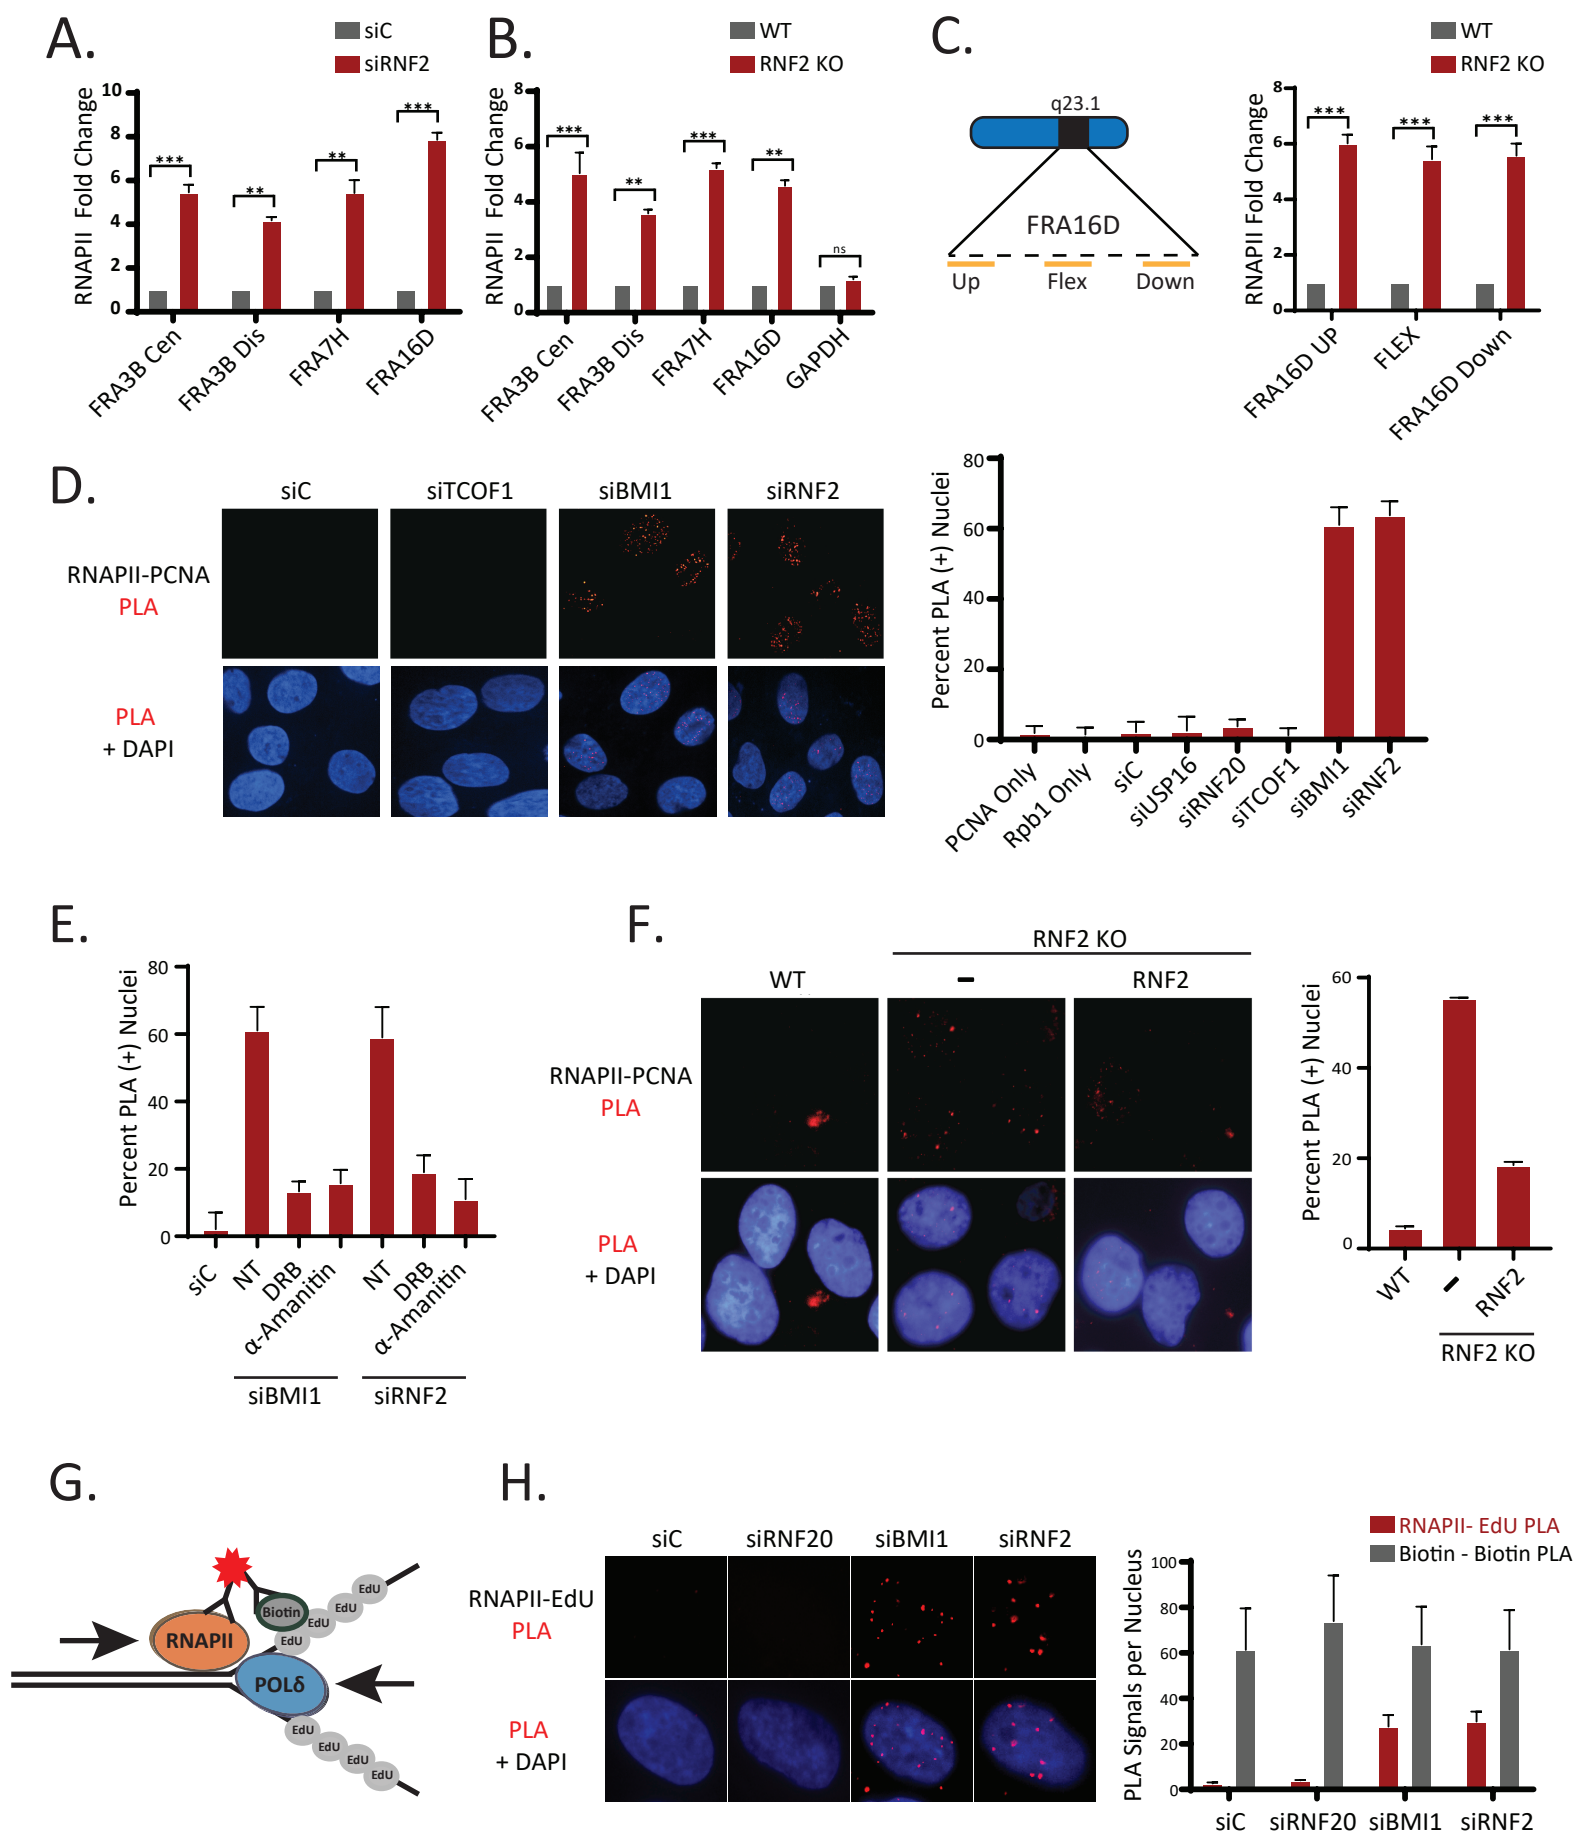 A.
siC
siRNF2
RNAPII Fold Change
10
8
6
4
2
0
***
**
**
***
FRA3B Cen
FRA3B Dis
FRA7H
FRA16D
B.
WT
RNF2 KO
RNAPII Fold Change
8
6
4
2
0
***
**
***
**
ns
FRA3B Cen
FRA3B Dis
FRA7H
FRA16D
GAPDH
C.
q23.1
FRA16D
Up Flex Down
WT
RNF2 KO
RNAPII Fold Change
8
6
4
2
0
***
***
***
FRA16D UP
FLEX
FRA16D Down
D.
siC siTCOF1 siBMI1 siRNF2
RNAPII-PCNA
PLA
PLA
+ DAPI
Percent PLA (+) Nuclei
80
60
40
20
0
PCNA Only
Rpb1 Only
siC
siUSP16
siRNF20
siTCOF1
siBMI1
siRNF2
E.
Percent PLA (+) Nuclei
80
60
40
20
0
siC
NT
DRB
α-Amanitin
NT
DRB
α-Amanitin
siBMI1 siRNF2
F.
RNF2 KO
WT – RNF2
RNAPII-PCNA
PLA
PLA
+ DAPI
Percent PLA (+) Nuclei
60
40
20
0
WT
–
RNF2
RNF2 KO
G.
RNAPII
Biotin
EdU
EdU
EdU
EdU
POLδ
EdU
EdU
EdU
EdU
H.
siC siRNF20 siBMI1 siRNF2
RNAPII-EdU
PLA
PLA
+ DAPI
RNAPII- EdU PLA
Biotin - Biotin PLA
PLA Signals per Nucleus
100
80
60
40
20
0
siC siRNF20 siBMI1 siRNF2